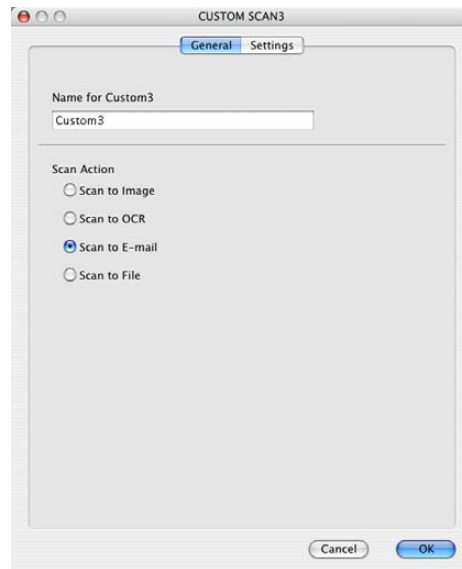 CUSTOM SCAN3
General Settings
Name for Custom3
Custom3
Scan Action
Scan to Image
Scan to OCR
Scan to E-mail
Scan to File
Cancel OK